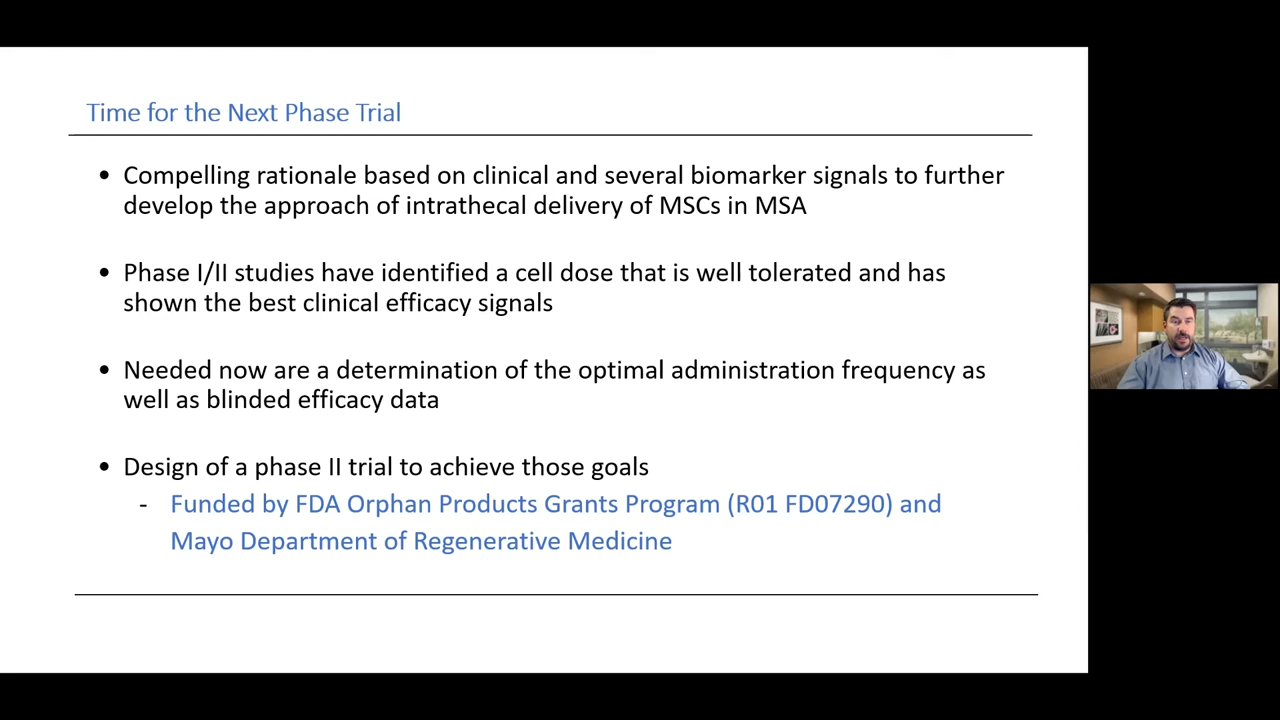 Time for the Next Phase Trial
• Compelling rationale based on clinical and several biomarker signals to further
develop the approach of intrathecal delivery of MSCs in MSA
• Phase I/II studies have identified a cell dose that is well tolerated and has
shown the best clinical efficacy signals
• Needed now are a determination of the optimal administration frequency as
well as blinded efficacy data
• Design of a phase II trial to achieve those goals
- Funded by FDA Orphan Products Grants Program (R01 FD07290) and
Mayo Department of Regenerative Medicine